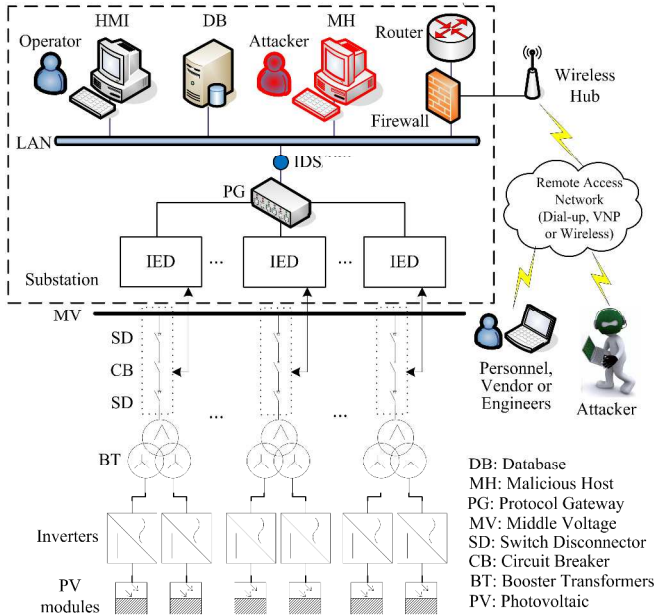 HMI
DB
MH
Router
Operator
Attacker
Firewall
Wireless
Hub
LAN
IDS
PG
Remote Access
Network
(Dial-up, VNP
or Wireless)
IED
...
IED
...
IED
Substation
MV
SD
CB
SD
...
...
Personnel,
Vendor or
Engineers
Attacker
BT
...
...
Inverters
PV
modules
DB: Database
MH: Malicious Host
PG: Protocol Gateway
MV: Middle Voltage
SD: Switch Disconnector
CB: Circuit Breaker
BT: Booster Transformers
PV: Photovoltaic